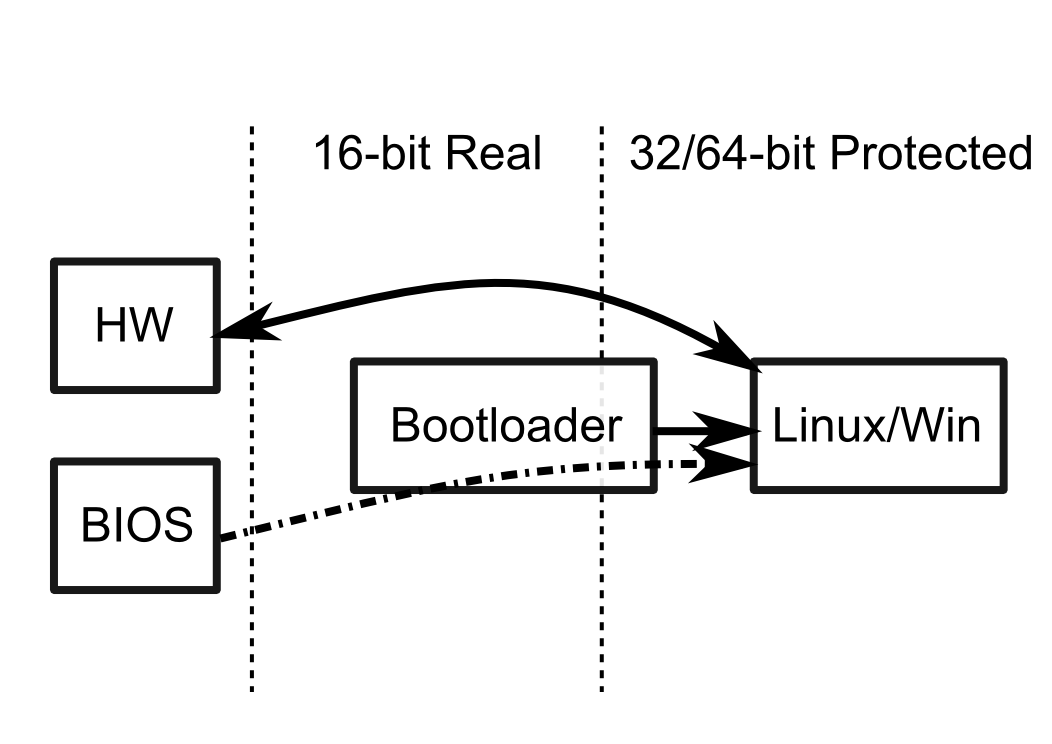 16-bit Real
32/64-bit Protected
HW
Bootloader
Linux/Win
BIOS